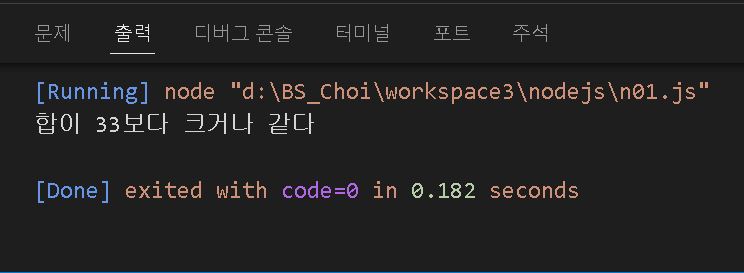 문제 출력 디버그 콘솔 터미널 포트 주석
[Running] node "d:\BS_Choi\workspace3\nodejs\n01.js"
합이 33보다 크거나 같다
[Done] exited with code=0 in 0.182 seconds